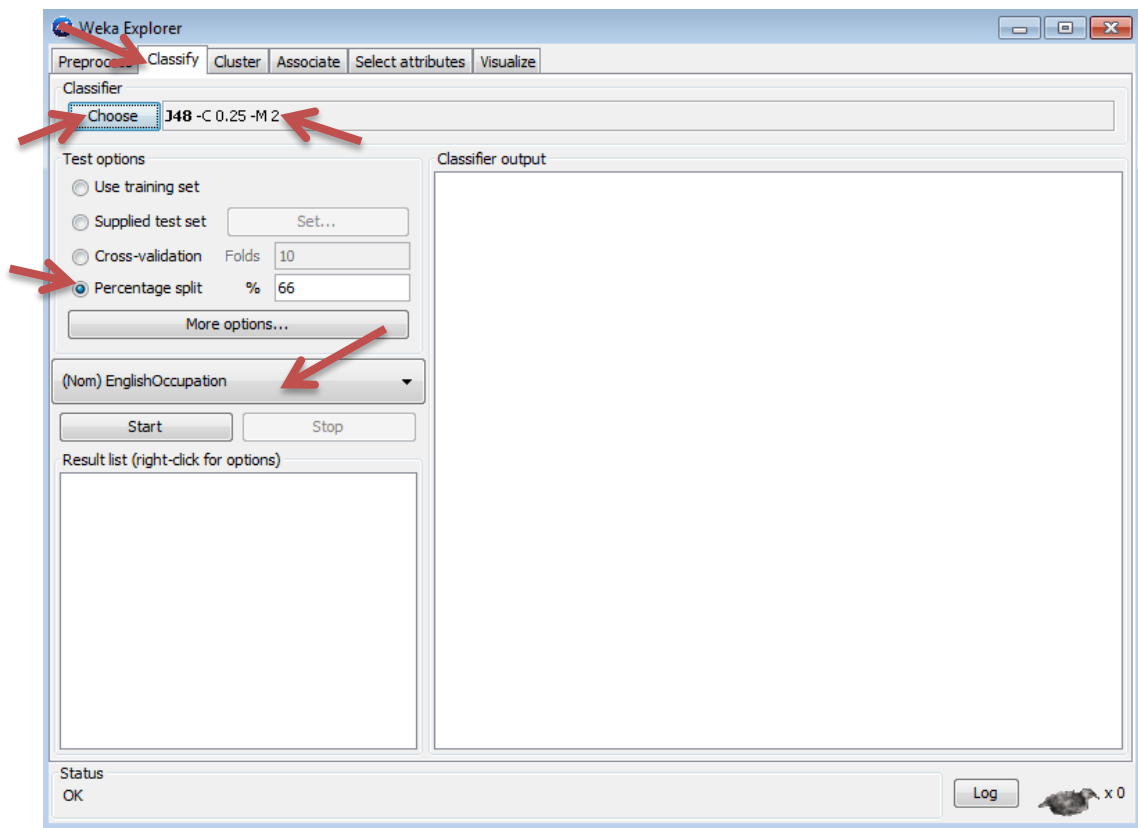 Weka Explorer
Preprocess Classify Cluster Associate Select attributes Visualize
Classifier
Choose J48 -C 0.25 -M 2
Test options
Use training set
Supplied test set Set...
Cross-validation Folds 10
Percentage split % 66
More options...
(Nom) EnglishOccupation
Start Stop
Result list (right-click for options)
Classifier output
Status
OK
Log x 0